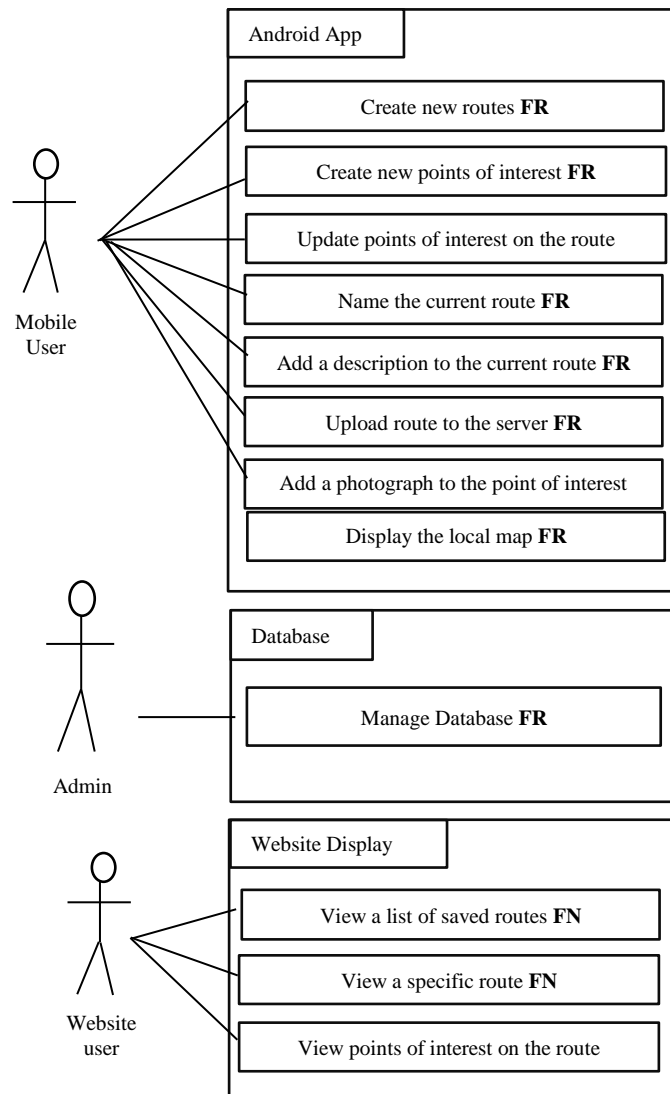 Android App
Create new routes FR
Create new points of interest FR
Update points of interest on the route
Mobile
User
Name the current route FR
Add a description to the current route FR
Upload route to the server FR
Add a photograph to the point of interest
Display the local map FR
Database
Manage Database FR
Admin
Website Display
View a list of saved routes FN
View a specific route FN
Website
user
View points of interest on the route